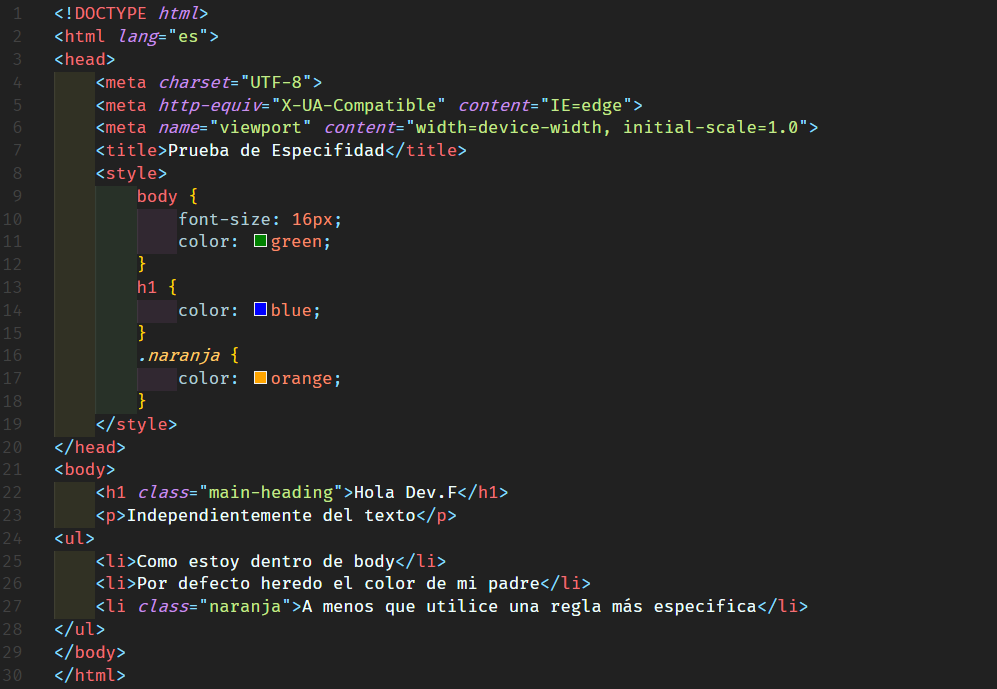 1 <!DOCTYPE html>
2 <html lang="es">
3 <head>
4     <meta charset="UTF-8">
5     <meta http-equiv="X-UA-Compatible" content="IE=edge">
6     <meta name="viewport" content="width=device-width, initial-scale=1.0">
7     <title>Prueba de Especifidad</title>
8     <style>
9         body {
10             font-size: 16px;
11             color: green;
12         }
13         h1 {
14             color: blue;
15         }
16         .naranja {
17             color: orange;
18         }
19     </style>
20 </head>
21 <body>
22     <h1 class="main-heading">Hola Dev.F</h1>
23     <p>Independientemente del texto</p>
24 <ul>
25     <li>Como estoy dentro de body</li>
26     <li>Por defecto heredo el color de mi padre</li>
27     <li class="naranja">A menos que utilice una regla más especifica</li>
28 </ul>
29 </body>
30 </html>